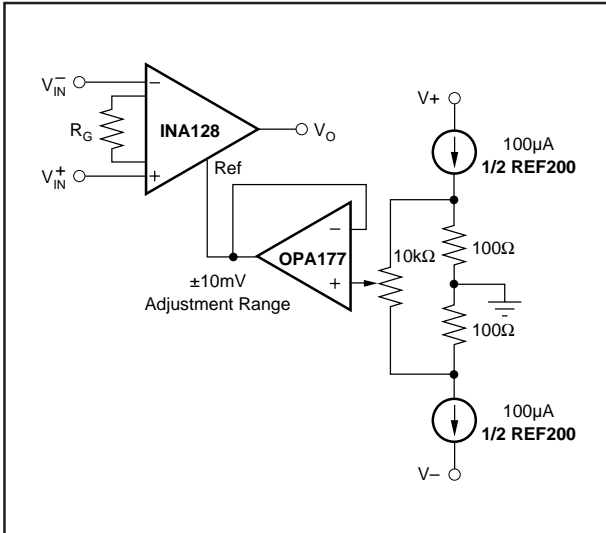 V−IN
RG
V+IN
−
+
INA128
VO
Ref
−
+
OPA177
±10mV
Adjustment Range
10kΩ
V+
100µA
1/2 REF200
100Ω
100Ω
100µA
1/2 REF200
V−